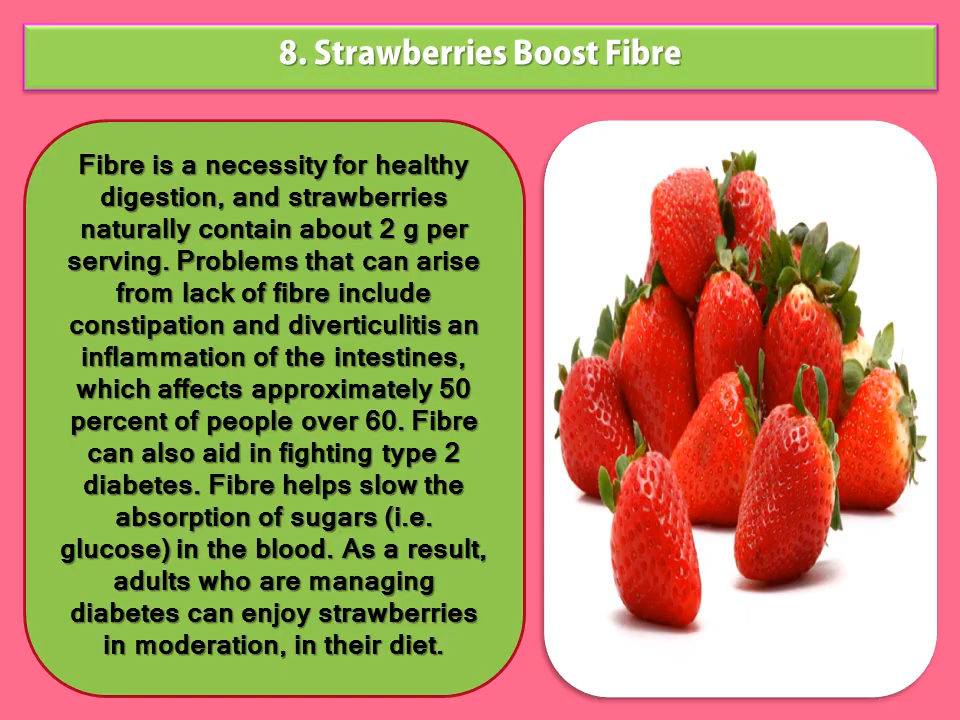 8. Strawberries Boost Fibre
Fibre is a necessity for healthy
digestion, and strawberries
naturally contain about 2 g per
serving. Problems that can arise
from lack of fibre include
constipation and diverticulitis an
inflammation of the intestines,
which affects approximately 50
percent of people over 60. Fibre
can also aid in fighting type 2
diabetes. Fibre helps slow the
absorption of sugars (i.e.
glucose) in the blood. As a result,
adults who are managing
diabetes can enjoy strawberries
in moderation, in their diet.